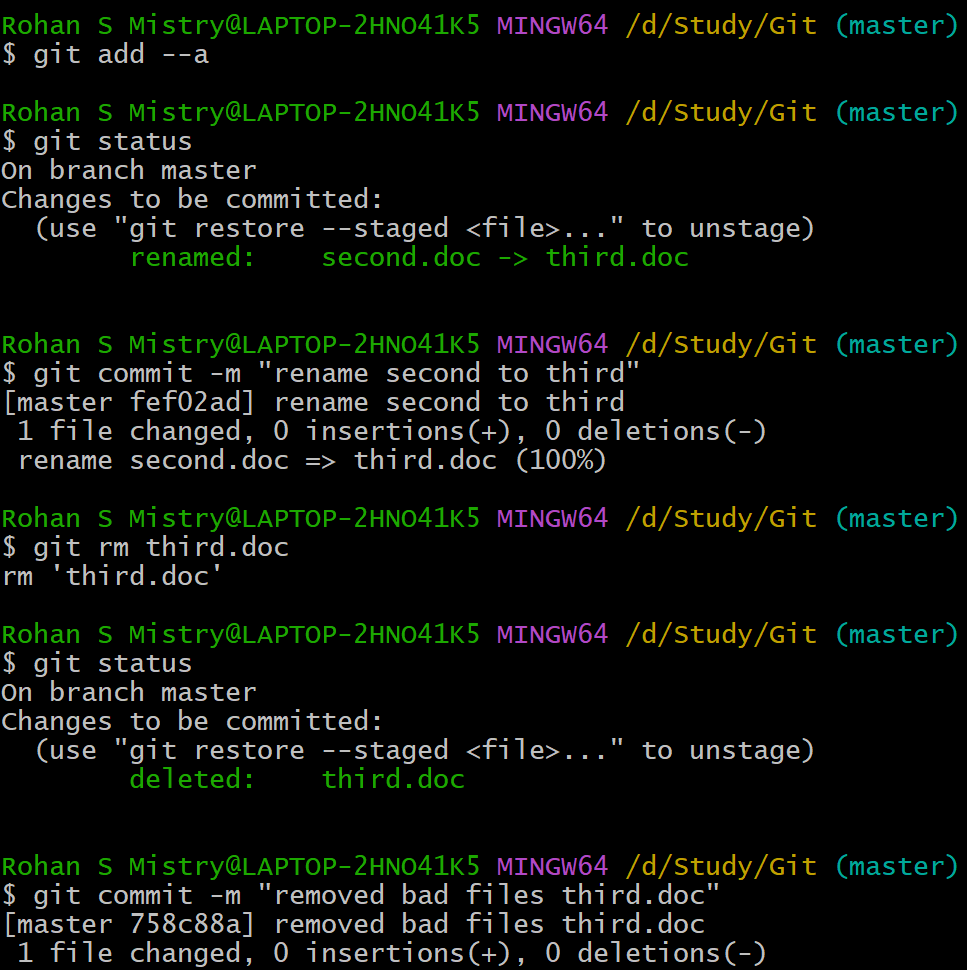 Rohan S Mistry@LAPTOP-2HNO41K5 MINGW64 /d/Study/Git (master)
$ git add --a
Rohan S Mistry@LAPTOP-2HNO41K5 MINGW64 /d/Study/Git (master)
$ git status
On branch master
Changes to be committed:
  (use "git restore --staged <file>..." to unstage)
        renamed:    second.doc -> third.doc
Rohan S Mistry@LAPTOP-2HNO41K5 MINGW64 /d/Study/Git (master)
$ git commit -m "rename second to third"
[master fef02ad] rename second to third
 1 file changed, 0 insertions(+), 0 deletions(-)
 rename second.doc => third.doc (100%)
Rohan S Mistry@LAPTOP-2HNO41K5 MINGW64 /d/Study/Git (master)
$ git rm third.doc
rm 'third.doc'
Rohan S Mistry@LAPTOP-2HNO41K5 MINGW64 /d/Study/Git (master)
$ git status
On branch master
Changes to be committed:
  (use "git restore --staged <file>..." to unstage)
        deleted:    third.doc
Rohan S Mistry@LAPTOP-2HNO41K5 MINGW64 /d/Study/Git (master)
$ git commit -m "removed bad files third.doc"
[master 758c88a] removed bad files third.doc
 1 file changed, 0 insertions(+), 0 deletions(-)